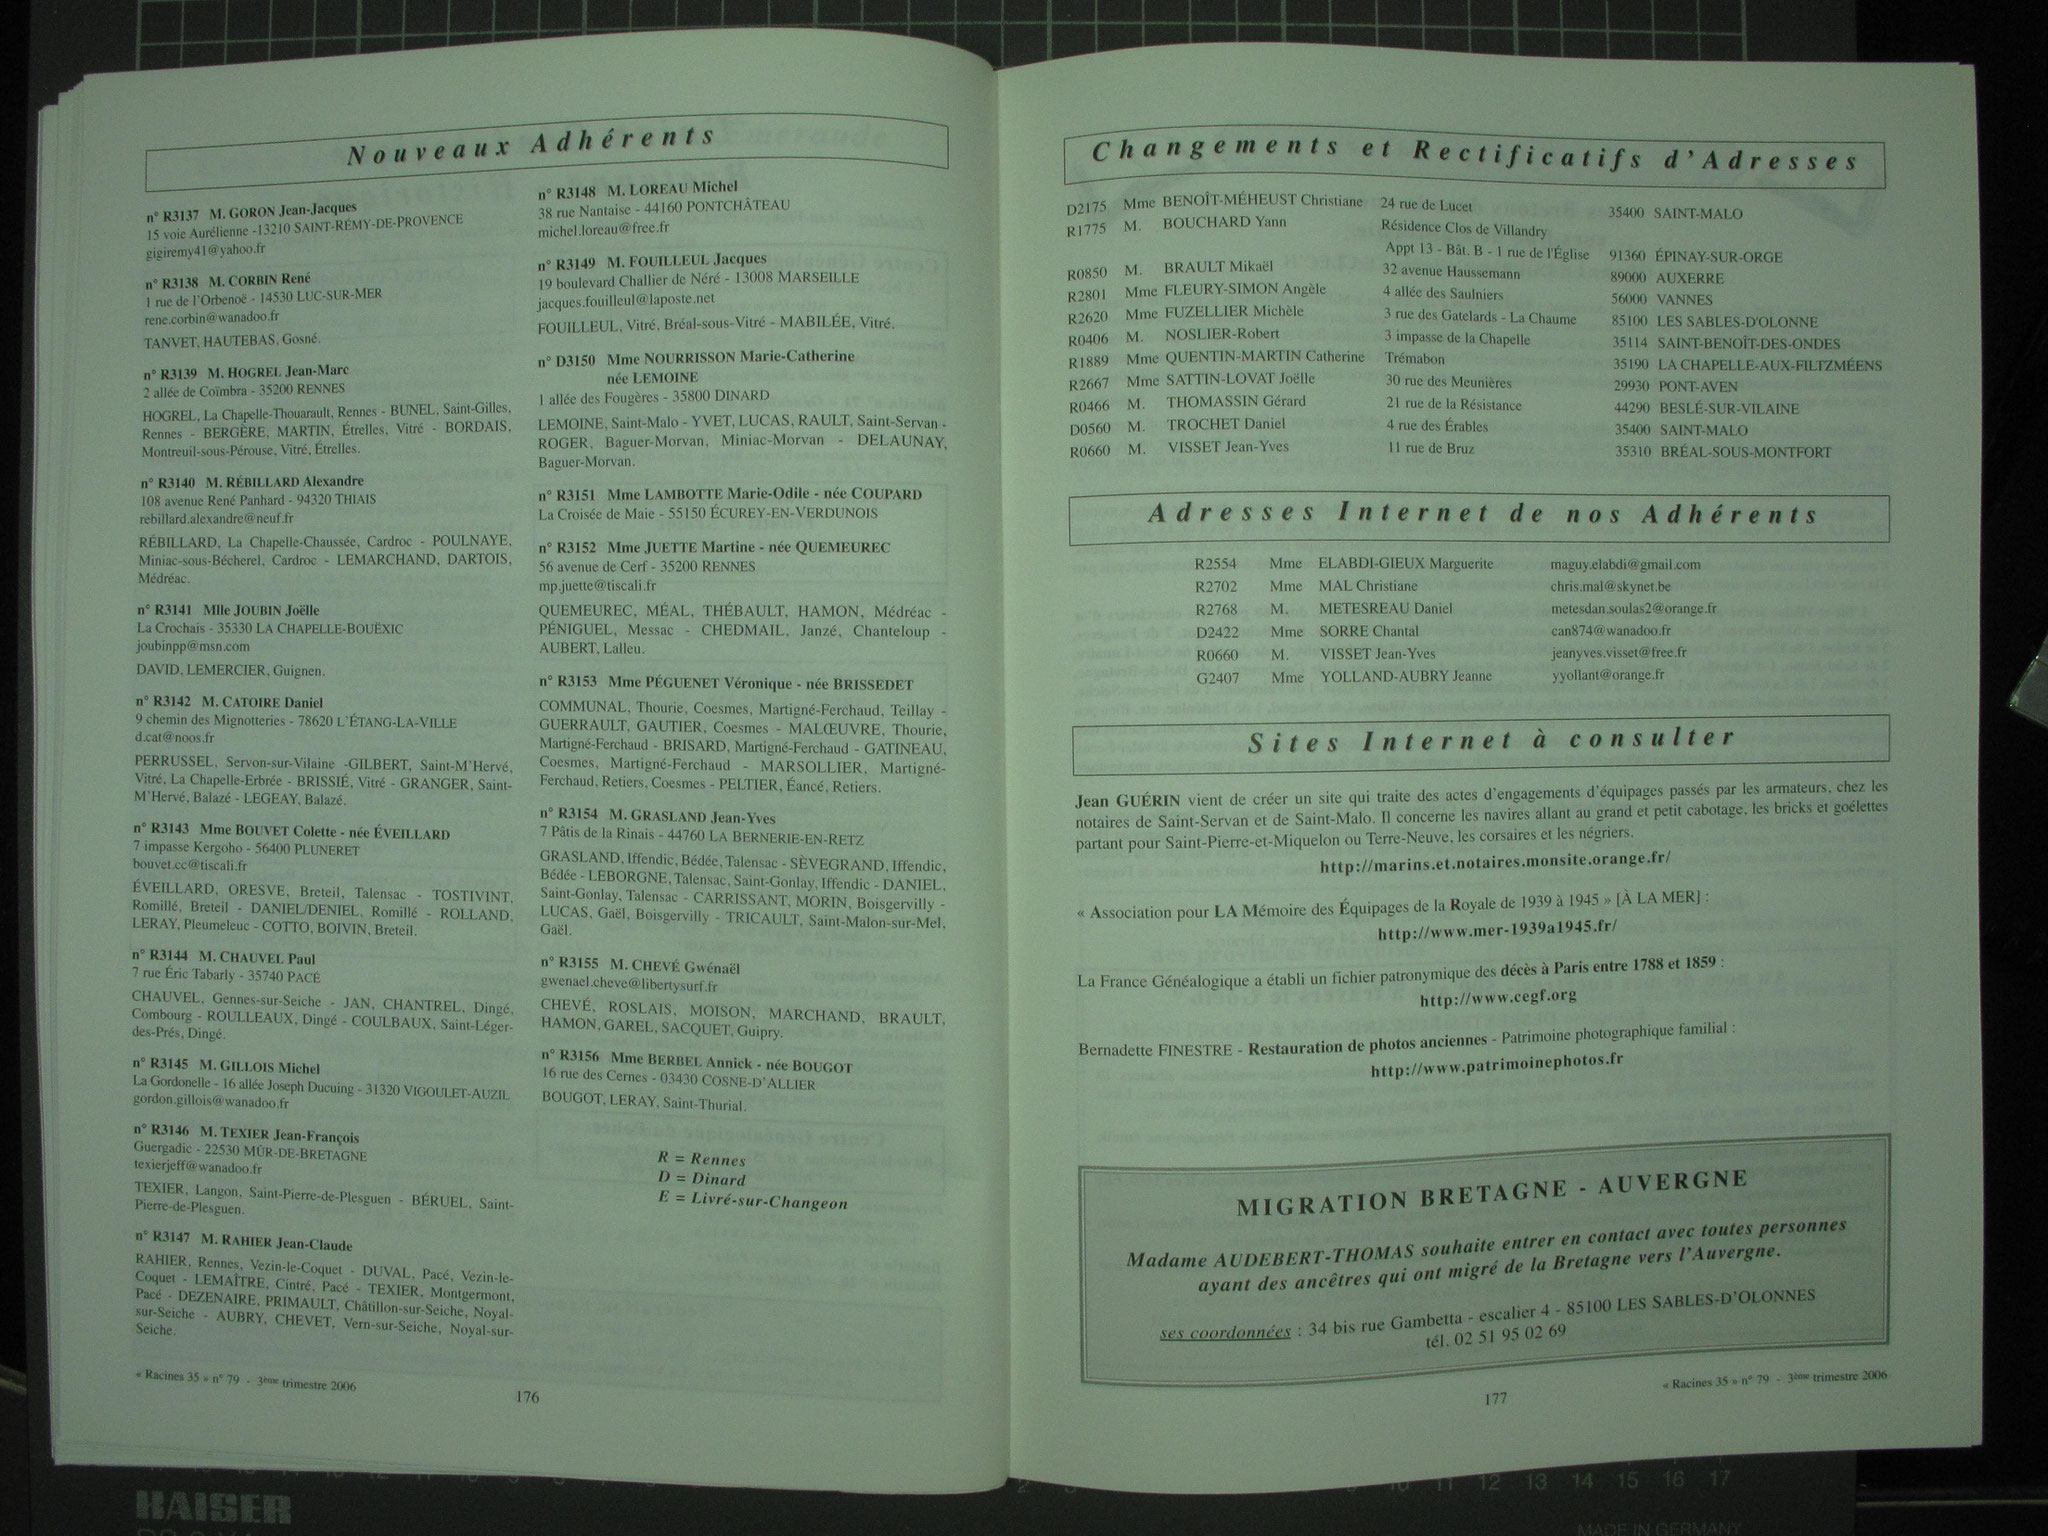 Nouveaux Adhérents
n° R3137 M. GORON Jean-Jacques
15 voie Aurélienne -13210 SAINT-RÉMY-DE-PROVENCE
gigiremy41@yahoo.fr
n° R3138 M. CORBIN René
1 rue de l'Orbenoë - 14530 LUC-SUR-MER
rene.corbin@wanadoo.fr
TANVET, HAUTEBAS, Gosné.
n° R3139 M. HOGREL Jean-Marc
2 allée de Coïmbra - 35200 RENNES
HOGREL, La Chapelle-Thouarault, Rennes - BUNEL, Saint-Gilles,
Rennes - BERGÈRE, MARTIN, Étrelles, Vitré - BORDAIS,
Montreuil-sous-Pérouse, Vitré, Étrelles.
n° R3140 M. RÉBILLARD Alexandre
108 avenue René Panhard - 94320 THIAIS
rebillard.alexandre@neuf.fr
RÉBILLARD, La Chapelle-Chaussée, Cardroc - POULNAYE,
Miniac-sous-Bécherel, Cardroc - LEMARCHAND, DARTOIS,
Médréac.
n° R3141 Mlle JOUBIN Joëlle
La Crochais - 35330 LA CHAPELLE-BOUËXIC
joubinpp@msn.com
DAVID, LEMERCIER, Guignen.
n° R3142 M. CATOIRE Daniel
9 chemin des Mignotteries - 78620 L'ÉTANG-LA-VILLE
d.cat@noos.fr
PERRUSSEL, Servon-sur-Vilaine -GILBERT, Saint-M'Hervé,
Vitré, La Chapelle-Erbrée - BRISSIÉ, Vitré - GRANGER, Saint-
M'Hervé, Balazé - LEGEAY, Balazé.
n° R3143 Mme BOUVET Colette - née ÉVEILLARD
7 impasse Kergoho - 56400 PLUNERET
bouvet.cc@tiscali.fr
ÉVEILLARD, ORESVE, Breteil, Talensac - TOSTIVINT,
Romillé, Breteil - DANIEL/DENIEL, Romillé - ROLLAND,
LERAY, Pleumeleuc - COTTO, BOIVIN, Breteil.
n° R3144 M. CHAUVEL Paul
7 rue Éric Tabarly - 35740 PACÉ
CHAUVEL, Gennes-sur-Seiche - JAN, CHANTREL, Dingé,
Combourg - ROULLEAUX, Dingé - COULBAUX, Saint-Léger-
des-Prés, Dingé.
n° R3145 M. GILLOIS Michel
La Gordonelle - 16 allée Joseph Ducuing - 31320 VIGOULET-AUZIL
gordon.gillois@wanadoo.fr
n° R3146 M. TEXIER Jean-François
Guergadic - 22530 MÛR-DE-BRETAGNE
texierjeff@wanadoo.fr
TEXIER, Langon, Saint-Pierre-de-Plesguen - BÉRUEL, Saint-
Pierre-de-Plesguen.
n° R3147 M. RAHIER Jean-Claude
RAHIER, Rennes, Vezin-le-Coquet - DUVAL, Pacé, Vezin-le-
Coquet - LEMAÎTRE, Cintré, Pacé - TEXIER, Montgermont,
Pacé - DEZENAIRE, PRIMAULT, Châtillon-sur-Seiche, Noyal-
sur-Seiche - AUBRY, CHEVET, Vern-sur-Seiche, Noyal-sur-
Seiche.
n° R3148 M. LOREAU Michel
38 rue Nantaise - 44160 PONTCHÂTEAU
michel.loreau@free.fr
n° R3149 M. FOUILLEUL Jacques
19 boulevard Challier de Néré - 13008 MARSEILLE
jacques.fouilleul@laposte.net
FOUILLEUL, Vitré, Bréal-sous-Vitré - MABILÉE, Vitré.
n° D3150 Mme NOURRISSON Marie-Catherine
née LEMOINE
1 allée des Fougères - 35800 DINARD
LEMOINE, Saint-Malo - YVET, LUCAS, RAULT, Saint-Servan -
ROGER, Baguer-Morvan, Miniac-Morvan - DELAUNAY,
Baguer-Morvan.
n° R3151 Mme LAMBOTTE Marie-Odile - née COUPARD
La Croisée de Maie - 55150 ÉCUREY-EN-VERDUNOIS
n° R3152 Mme JUETTE Martine - née QUEMEUREC
56 avenue de Cerf - 35200 RENNES
mp.juette@tiscali.fr
QUEMEUREC, MÉAL, THÉBAULT, HAMON, Médréac -
PÉNIGUEL, Messac - CHEDMAIL, Janzé, Chanteloup -
AUBERT, Lalleu.
n° R3153 Mme PÉGUENET Véronique - née BRISSEDET
COMMUNAL, Thourie, Coesmes, Martigné-Ferchaud, Teillay -
GUERRAULT, GAUTIER, Coesmes - MALŒUVRE, Thourie,
Martigné-Ferchaud - BRISARD, Martigné-Ferchaud - GATINEAU,
Coesmes, Martigné-Ferchaud - MARSOLLIER, Martigné-
Ferchaud, Retiers, Coesmes - PELTIER, Éancé, Retiers.
n° R3154 M. GRASLAND Jean-Yves
7 Pâtis de la Rinais - 44760 LA BERNERIE-EN-RETZ
GRASLAND, Iffendic, Bédée, Talensac - SÈVEGRAND, Iffendic,
Bédée - LEBORGNE, Talensac, Saint-Gonlay, Iffendic - DANIEL,
Saint-Gonlay, Talensac - CARRISSANT, MORIN, Boisgervilly -
LUCAS, Gaël, Boisgervilly - TRICAULT, Saint-Malon-sur-Mel,
Gaël.
n° R3155 M. CHEVÉ Gwénaël
gwenael.cheve@libertysurf.fr
CHEVÉ, ROSLAIS, MOISON, MARCHAND, BRAULT,
HAMON, GAREL, SACQUET, Guipry.
n° R3156 Mme BERBEL Annick - née BOUGOT
16 rue des Cernes - 03430 COSNE-D'ALLIER
BOUGOT, LERAY, Saint-Thurial.
R = Rennes
D = Dinard
E = Livré-sur-Changeon
« Racines 35 » n° 79 - 3ème trimestre 2006
176
Changements et Rectificatifs d'Adresses
D2175 Mme BENOÎT-MÉHEUST Christiane 24 rue de Lucet 35400 SAINT-MALO
R1775 M. BOUCHARD Yann Résidence Clos de Villandry
Appt 13 - Bât. B - 1 rue de l'Église 91360 ÉPINAY-SUR-ORGE
R0850 M. BRAULT Mikaël 32 avenue Haussemann 89000 AUXERRE
R2801 Mme FLEURY-SIMON Angèle 4 allée des Saulniers 56000 VANNES
R2620 Mme FUZELLIER Michèle 3 rue des Gatelards - La Chaume 85100 LES SABLES-D'OLONNE
R0406 M. NOSLIER-Robert 3 impasse de la Chapelle 35114 SAINT-BENOÎT-DES-ONDES
R1889 Mme QUENTIN-MARTIN Catherine Trémabon 35190 LA CHAPELLE-AUX-FILTZMÉENS
R2667 Mme SATTIN-LOVAT Joëlle 30 rue des Meunières 29930 PONT-AVEN
R0466 M. THOMASSIN Gérard 21 rue de la Résistance 44290 BESLÉ-SUR-VILAINE
D0560 M. TROCHET Daniel 4 rue des Érables 35400 SAINT-MALO
R0660 M. VISSET Jean-Yves 11 rue de Bruz 35310 BRÉAL-SOUS-MONTFORT
Adresses Internet de nos Adhérents
R2554 Mme ELABDI-GIEUX Marguerite maguy.elabdi@gmail.com
R2702 Mme MAL Christiane chris.mal@skynet.be
R2768 M. METESREAU Daniel metesdan.soulas2@orange.fr
D2422 Mme SORRE Chantal can874@wanadoo.fr
R0660 M. VISSET Jean-Yves jeanyves.visset@free.fr
G2407 Mme YOLLAND-AUBRY Jeanne yyollant@orange.fr
Sites Internet à consulter
Jean GUÉRIN vient de créer un site qui traite des actes d'engagements d'équipages passés par les armateurs, chez les
notaires de Saint-Servan et de Saint-Malo. Il concerne les navires allant au grand et petit cabotage, les bricks et goélettes
partant pour Saint-Pierre-et-Miquelon ou Terre-Neuve, les corsaires et les négriers.
http://marins.et.notaires.monsite.orange.fr/
« Association pour LA Mémoire des Équipages de la Royale de 1939 à 1945 » [À LA MER] :
http://www.mer-1939a1945.fr/
La France Généalogique a établi un fichier patronymique des décès à Paris entre 1788 et 1859 :
http://www.cegf.org
Bernadette FINESTRE - Restauration de photos anciennes - Patrimoine photographique familial :
http://www.patrimoinephotos.fr
MIGRATION BRETAGNE - AUVERGNE
Madame AUDEBERT-THOMAS souhaite entrer en contact avec toutes personnes
ayant des ancêtres qui ont migré de la Bretagne vers l'Auvergne.
ses coordonnées : 34 bis rue Gambetta - escalier 4 - 85100 LES SABLES-D'OLONNES
tél. 02 51 95 02 69
« Racines 35 » n° 79 - 3ème trimestre 2006
177
10 11 12 13 14 15 16 17
KAISER
MADE IN GERMANY